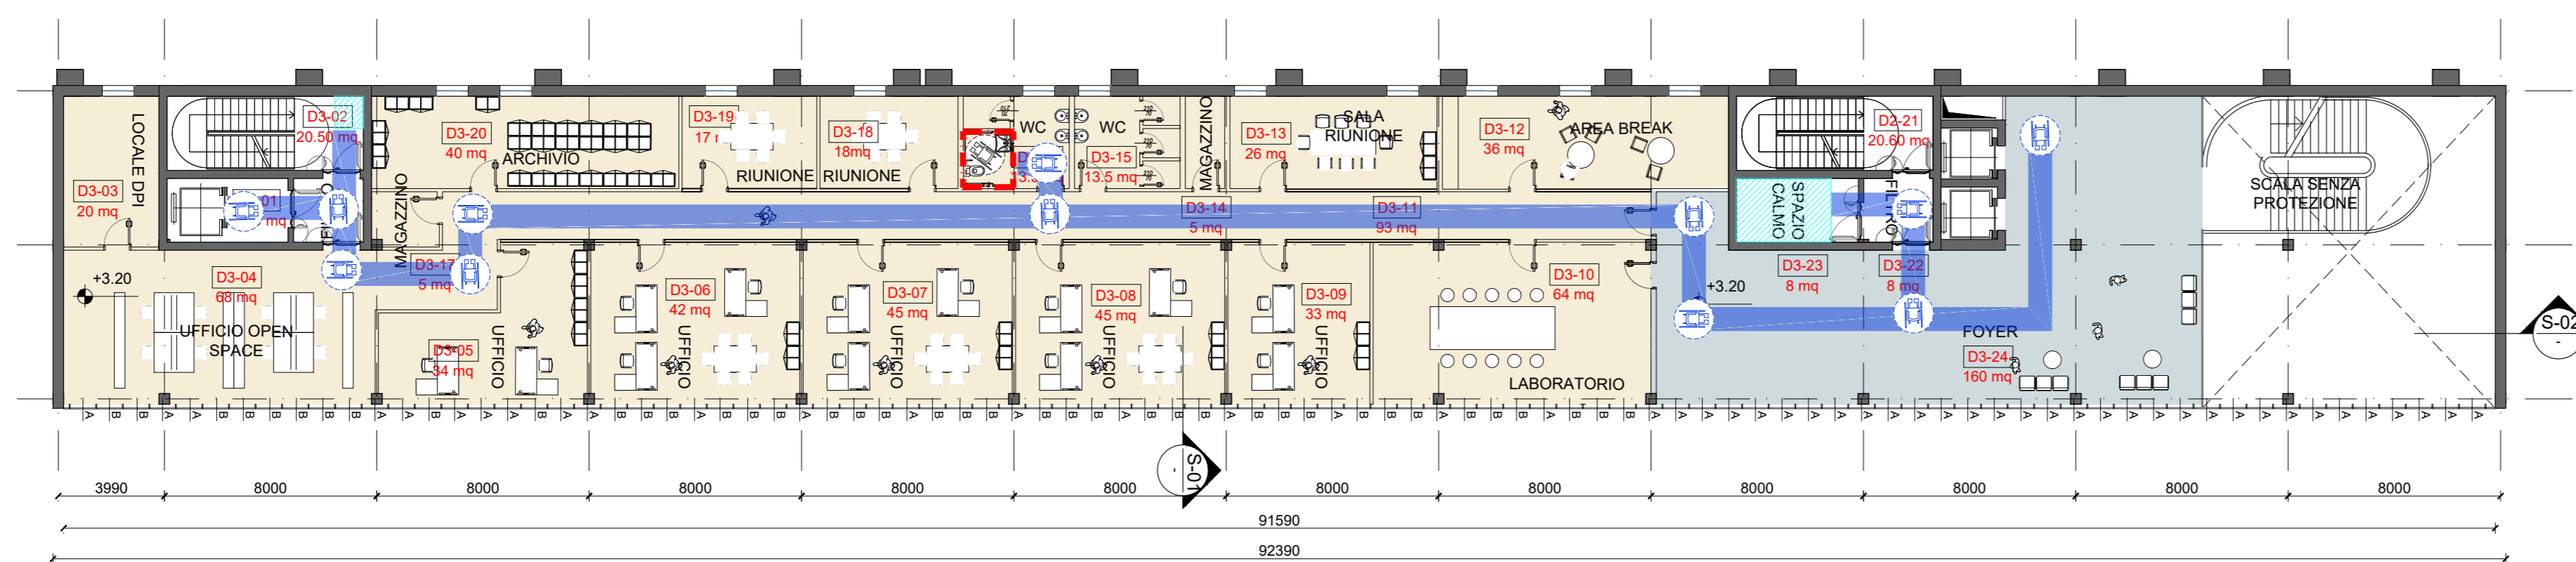 LOCALE DPI
D3-03
20 mq
D3-02
20.50 mq
01
mq
MAGAZZINO
D3-20
40 mq
ARCHIVIO
D3-19
17
RIUNIONE
D3-18
18mq
RIUNIONE
WC
WC
D3-15
13.5 mq
MAGAZZINO
D3-13
26 mq
SALA
RIUNIONE
D3-12
36 mq
AREA BREAK
D2-21
20.60 mq
SPAZIO
CALMO
FILTRO
SCALA SENZA
PROTEZIONE
D3-14
5 mq
D3-11
93 mq
+3.20
D3-04
68 mq
UFFICIO OPEN
SPACE
D3-17
5 mq
D3-05
34 mq
UFFICIO
D3-06
42 mq
UFFICIO
D3-07
45 mq
UFFICIO
D3-08
45 mq
UFFICIO
D3-09
33 mq
UFFICIO
D3-10
64 mq
LABORATORIO
+3.20
D3-23
8 mq
D3-22
8 mq
FOYER
D3-24
160 mq
S-02
-
S-01
-
3990 8000 8000 8000 8000 8000 8000 8000 8000 8000 8000 8000
91590
92390